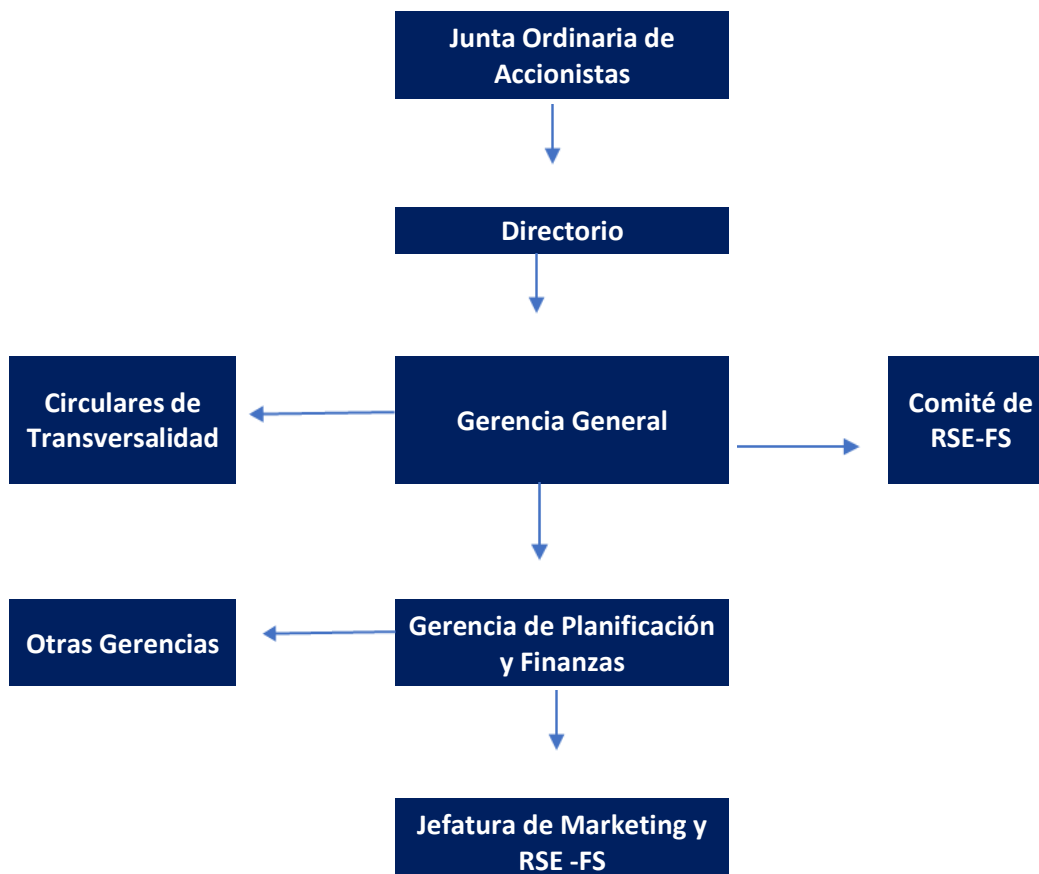 Junta Ordinaria de
Accionistas
Directorio
Circulares de
Transversalidad
Gerencia General
Comité de
RSE-FS
Otras Gerencias
Gerencia de Planificación
y Finanzas
Jefatura de Marketing y
RSE -FS